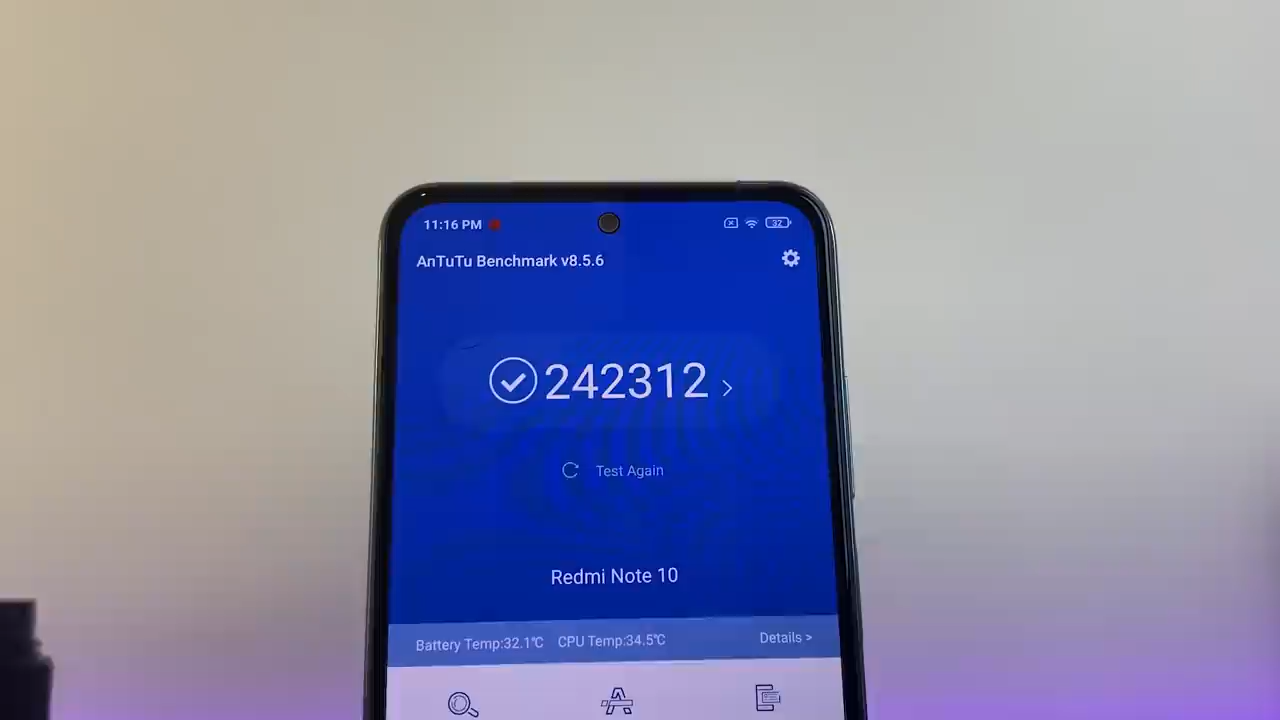 11:16 PM 32
AnTuTu Benchmark v8.5.6
242312 >
Test Again
Redmi Note 10
Battery Temp:32.1℃ CPU Temp:34.5℃ Details >